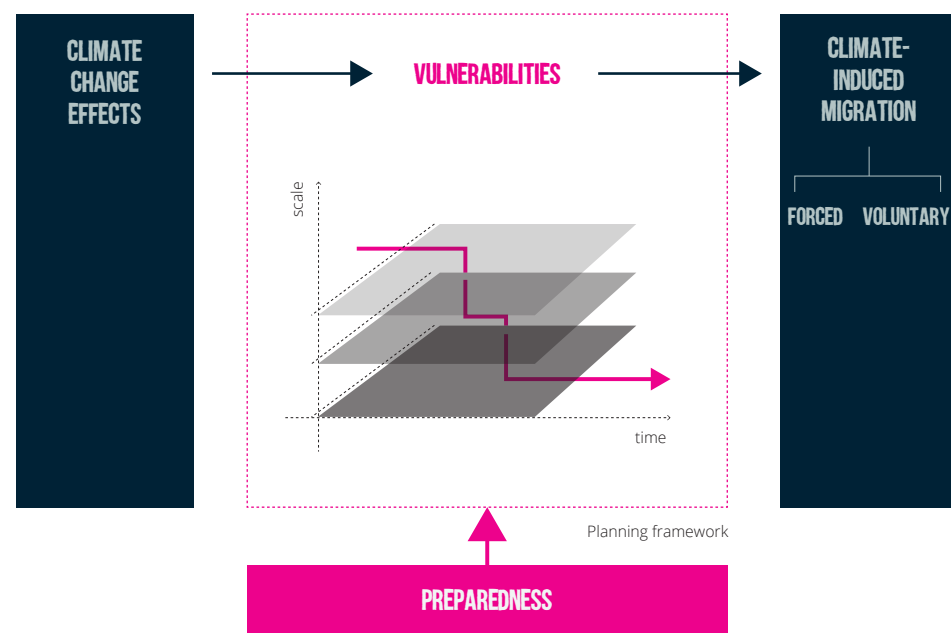 CLIMATE
CHANGE
EFFECTS
VULNERABILITIES
CLIMATE-
INDUCED
MIGRATION
FORCED
VOLUNTARY
scale
time
Planning framework
PREPAREDNESS